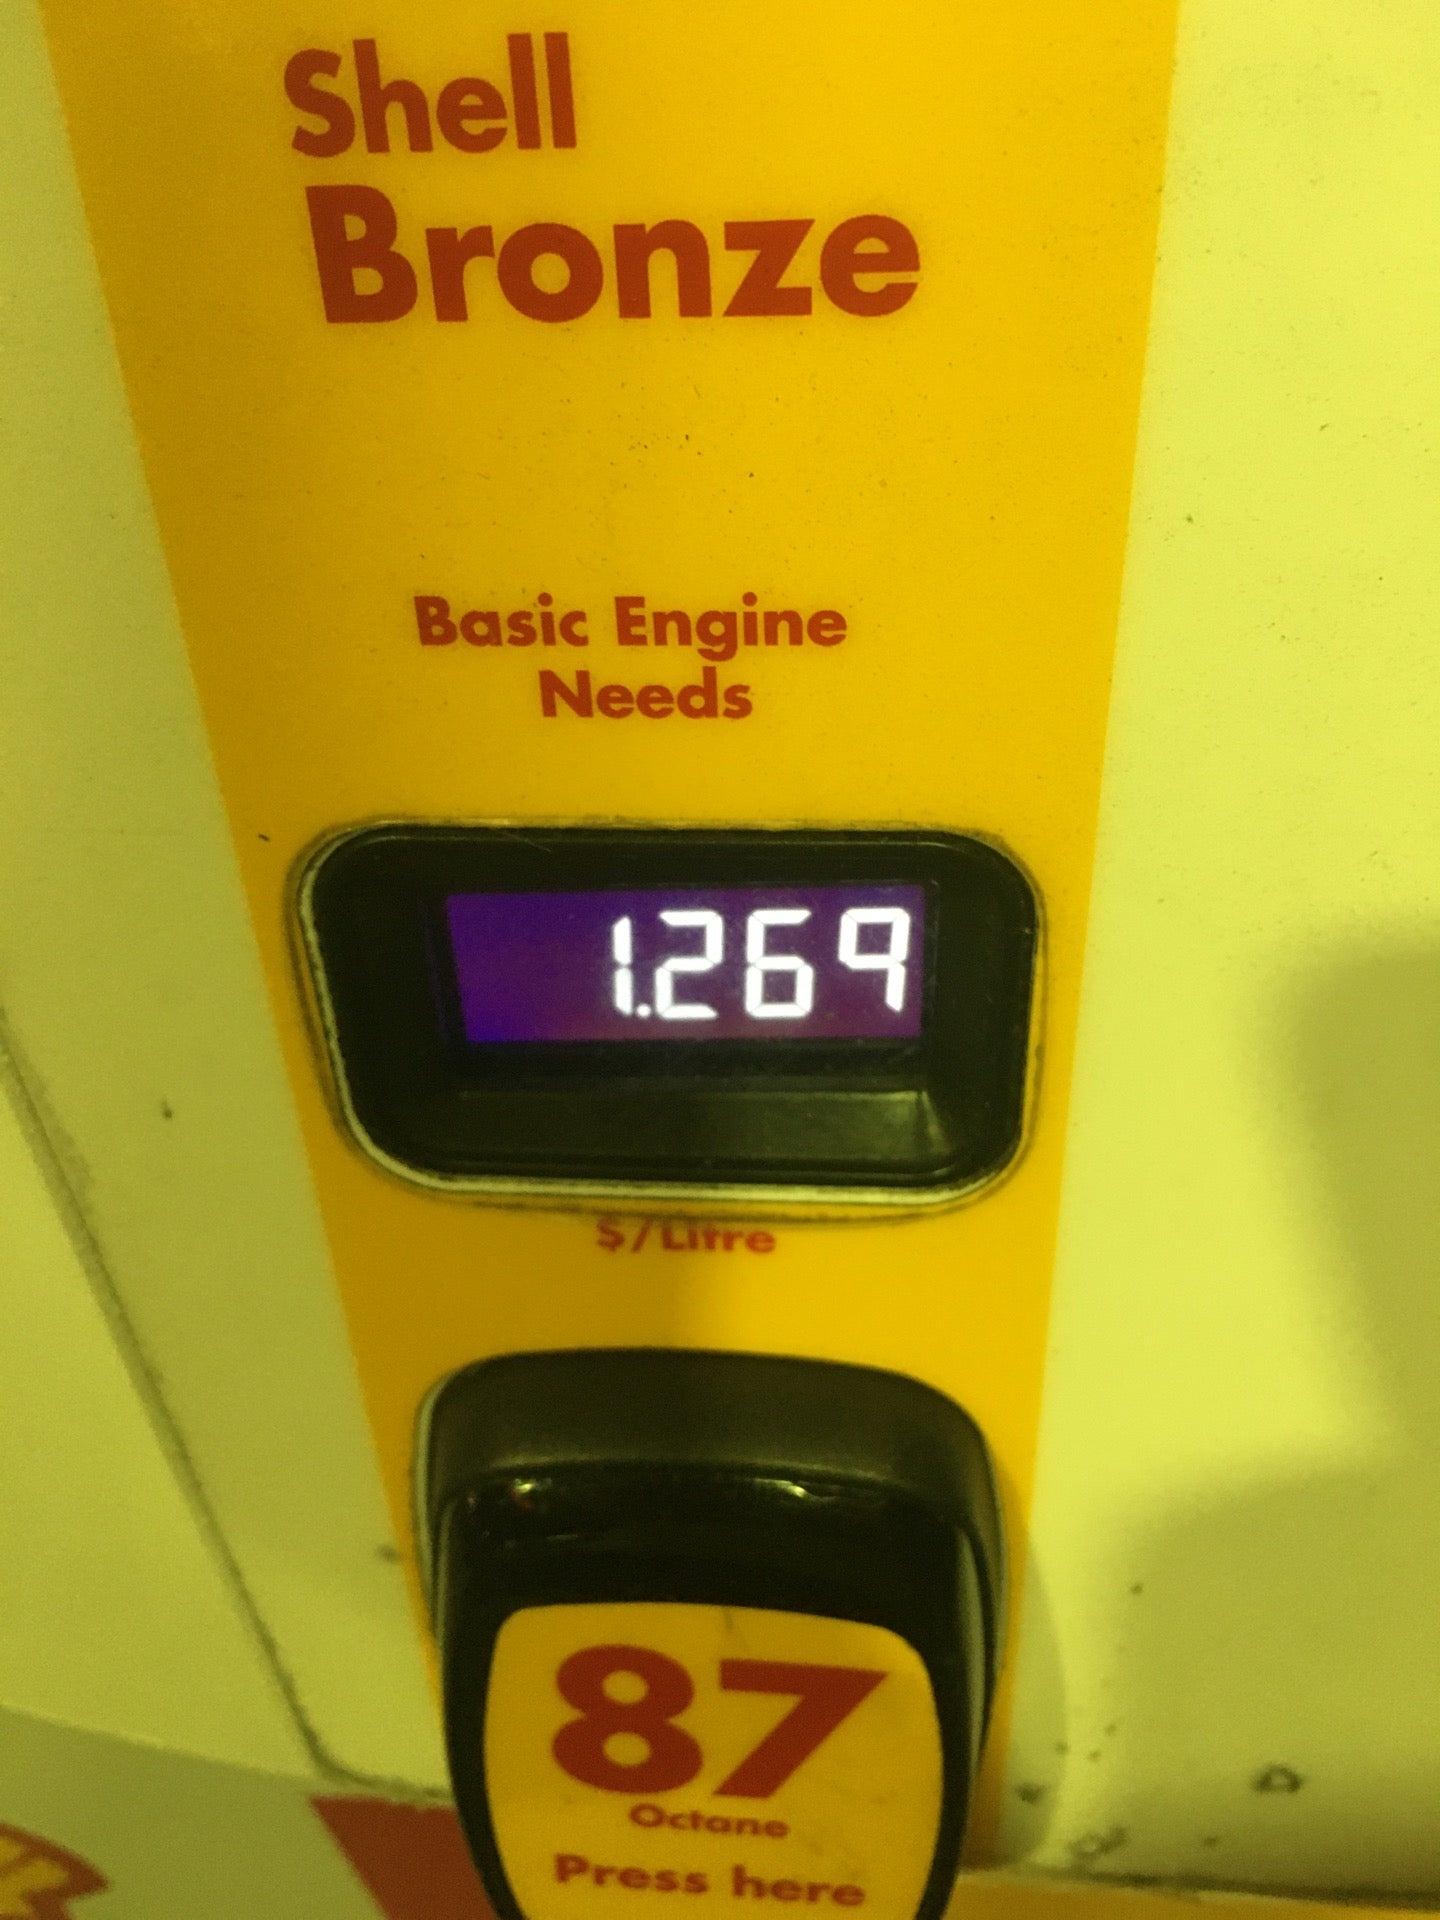 Shell
Bronze
Basic Engine
Needs
1.269
$/Litre
87
Octane
Press here